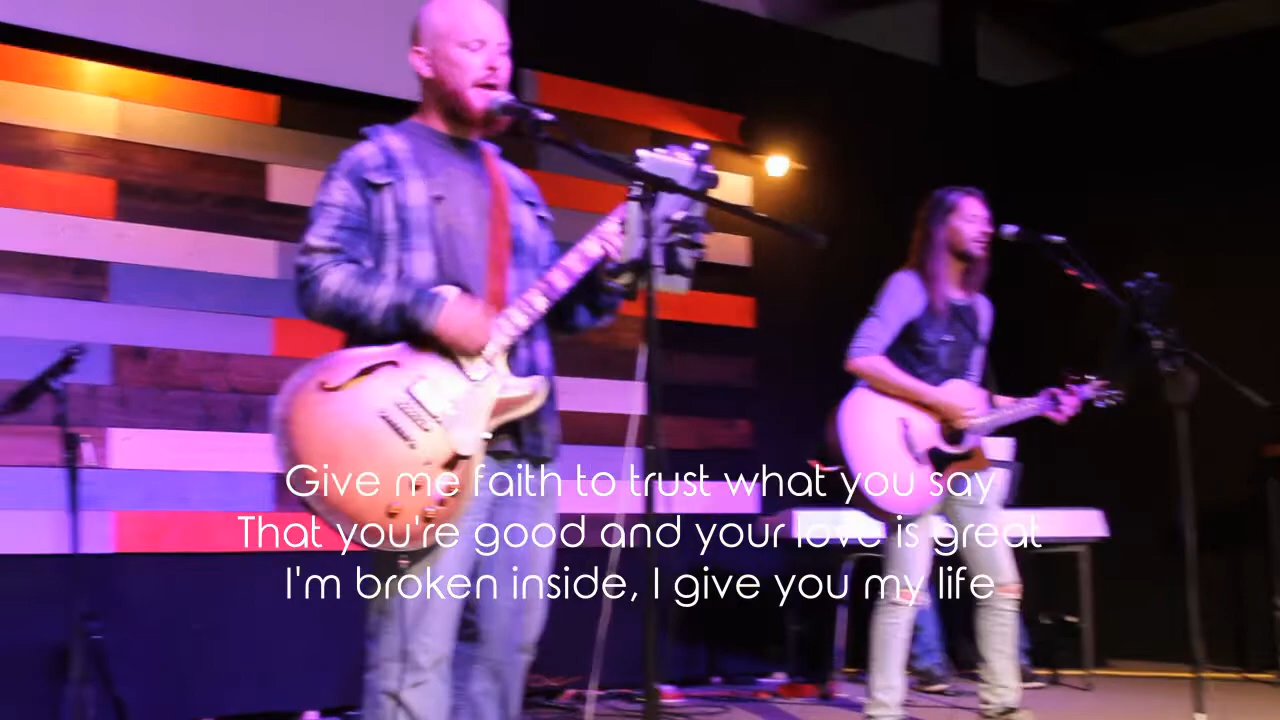 Give me faith to trust what you say
That you're good and your love is great
I'm broken inside, I give you my life